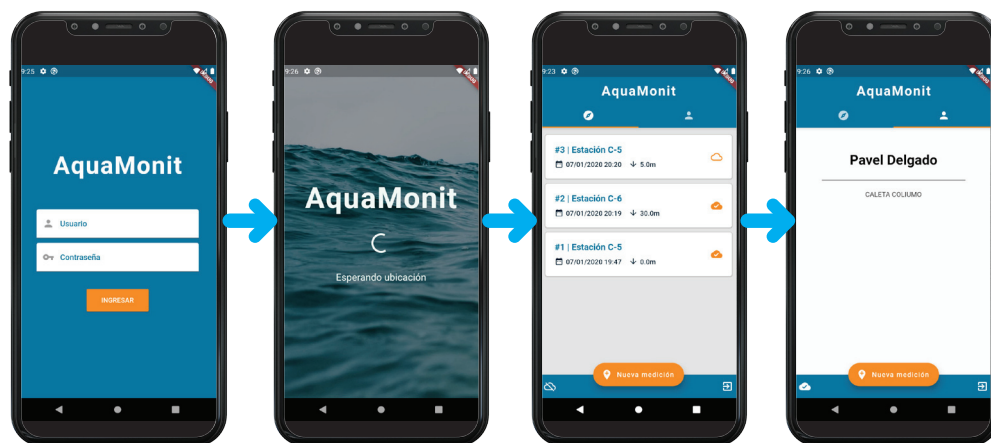 9:25
AquaMonit
Usuario
Contraseña
INGRESAR
9:26
AquaMonit
Esperando ubicación
9:23
AquaMonit
#3 | Estación C-5
07/01/2020 20:20 5.0m
#2 | Estación C-6
07/01/2020 20:19 30.0m
#1 | Estación C-5
07/01/2020 19:47 0.0m
Nueva medición
9:26
AquaMonit
Pavel Delgado
CALETA COLIUMO
Nueva medición